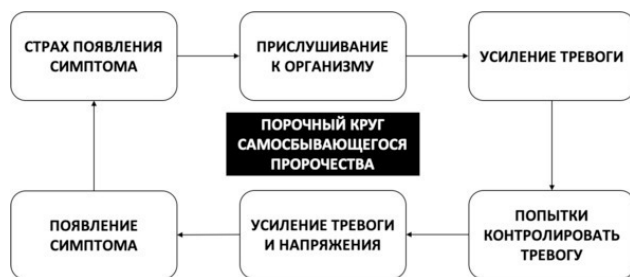 СТРАХ ПОЯВЛЕНИЯ
СИМПТОМА
ПРИСЛУШИВАНИЕ
К ОРГАНИЗМУ
УСИЛЕНИЕ ТРЕВОГИ
ПОРОЧНЫЙ КРУГ
САМОСБЫВАЮЩЕГОСЯ
ПРОРОЧЕСТВА
ПОЯВЛЕНИЕ
СИМПТОМА
УСИЛЕНИЕ ТРЕВОГИ
И НАПРЯЖЕНИЯ
ПОПЫТКИ
КОНТРОЛИРОВАТЬ
ТРЕВОГУ